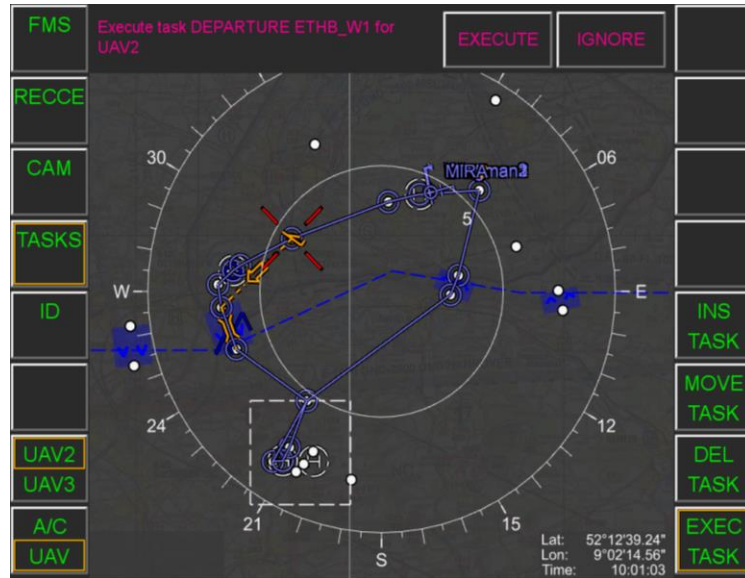 FMS
Execute task DEPARTURE ETHB_W1 for
UAV2
EXECUTE
IGNORE
RECCE
CAM
TASKS
ID
UAV2
UAV3
A/C
UAV
30
06
5
W
E
24
12
21
15
S
INS
TASK
MOVE
TASK
DEL
TASK
EXEC
TASK
Lat: 52°12'39.24"
Lon: 9°02'14.56"
Time: 10:01:03